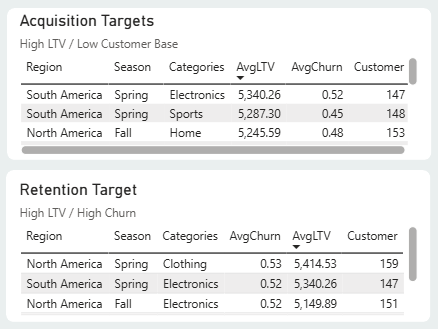 Acquisition Targets
High LTV / Low Customer Base
Region Season Categories AvgLTV AvgChurn Customer
South America Spring Electronics 5,340.26 0.52 147
South America Spring Sports 5,287.30 0.45 148
North America Fall Home 5,245.59 0.48 153
Retention Target
High LTV / High Churn
Region Season Categories AvgChurn AvgLTV Customer
North America Spring Clothing 0.53 5,414.53 159
South America Spring Electronics 0.52 5,340.26 147
North America Fall Electronics 0.52 5,149.89 151